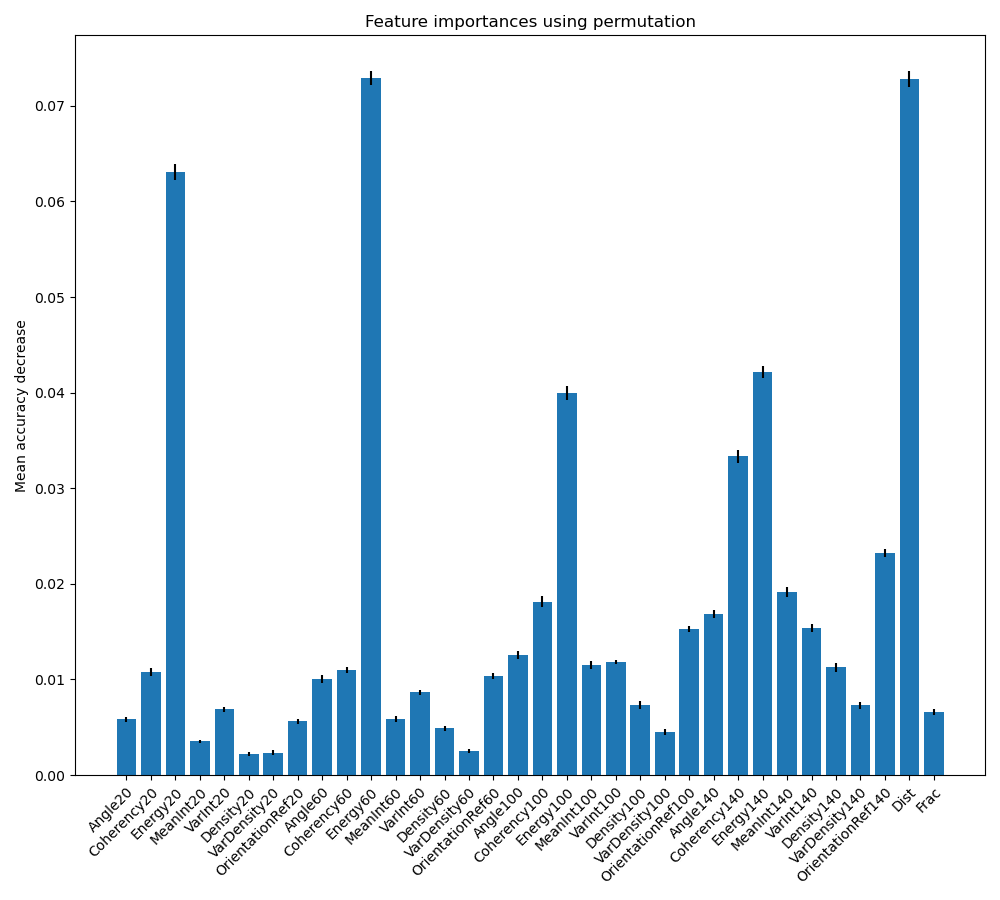 Feature importances using permutation
Mean accuracy decrease
0.07
0.06
0.05
0.04
0.03
0.02
0.01
0.00
Angle20
Coherency20
Energy20
MeanInt20
VarInt20
Density20
VarDensity20
OrientationRef20
Angle60
Coherency60
Energy60
MeanInt60
VarInt60
Density60
VarDensity60
OrientationRef60
Angle100
Coherency100
Energy100
MeanInt100
VarInt100
Density100
VarDensity100
OrientationRef100
Angle140
Coherency140
Energy140
MeanInt140
VarInt140
Density140
VarDensity140
OrientationRef140
Dist
Frac